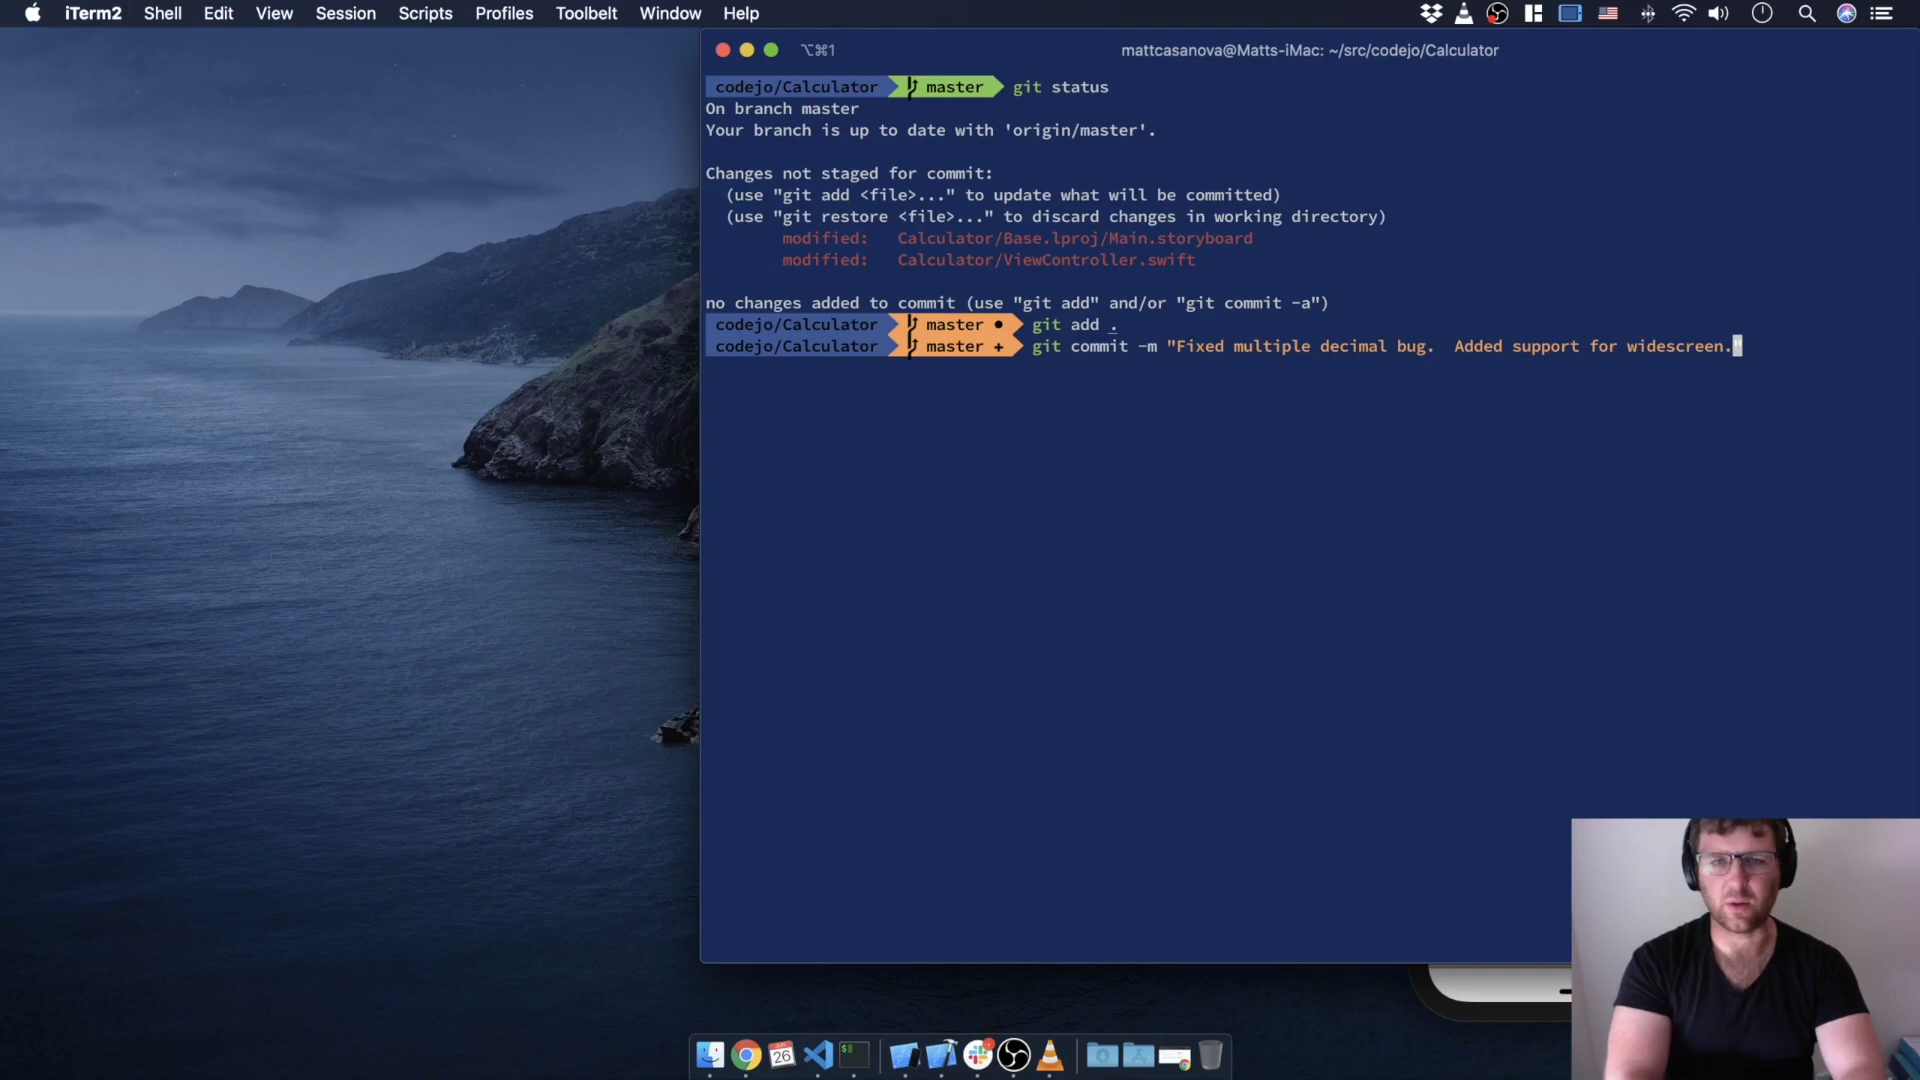 iTerm2 Shell Edit View Session Scripts Profiles Toolbelt Window Help
⌥⌘1 mattcasanova@Matts-iMac: ~/src/codejo/Calculator
codejo/Calculator master git status
On branch master
Your branch is up to date with 'origin/master'.
Changes not staged for commit:
(use "git add <file>..." to update what will be committed)
(use "git restore <file>..." to discard changes in working directory)
modified: Calculator/Base.lproj/Main.storyboard
modified: Calculator/ViewController.swift
no changes added to commit (use "git add" and/or "git commit -a")
codejo/Calculator master ● git add .
codejo/Calculator master + git commit -m "Fixed multiple decimal bug.  Added support for widescreen."
JUN
26
$